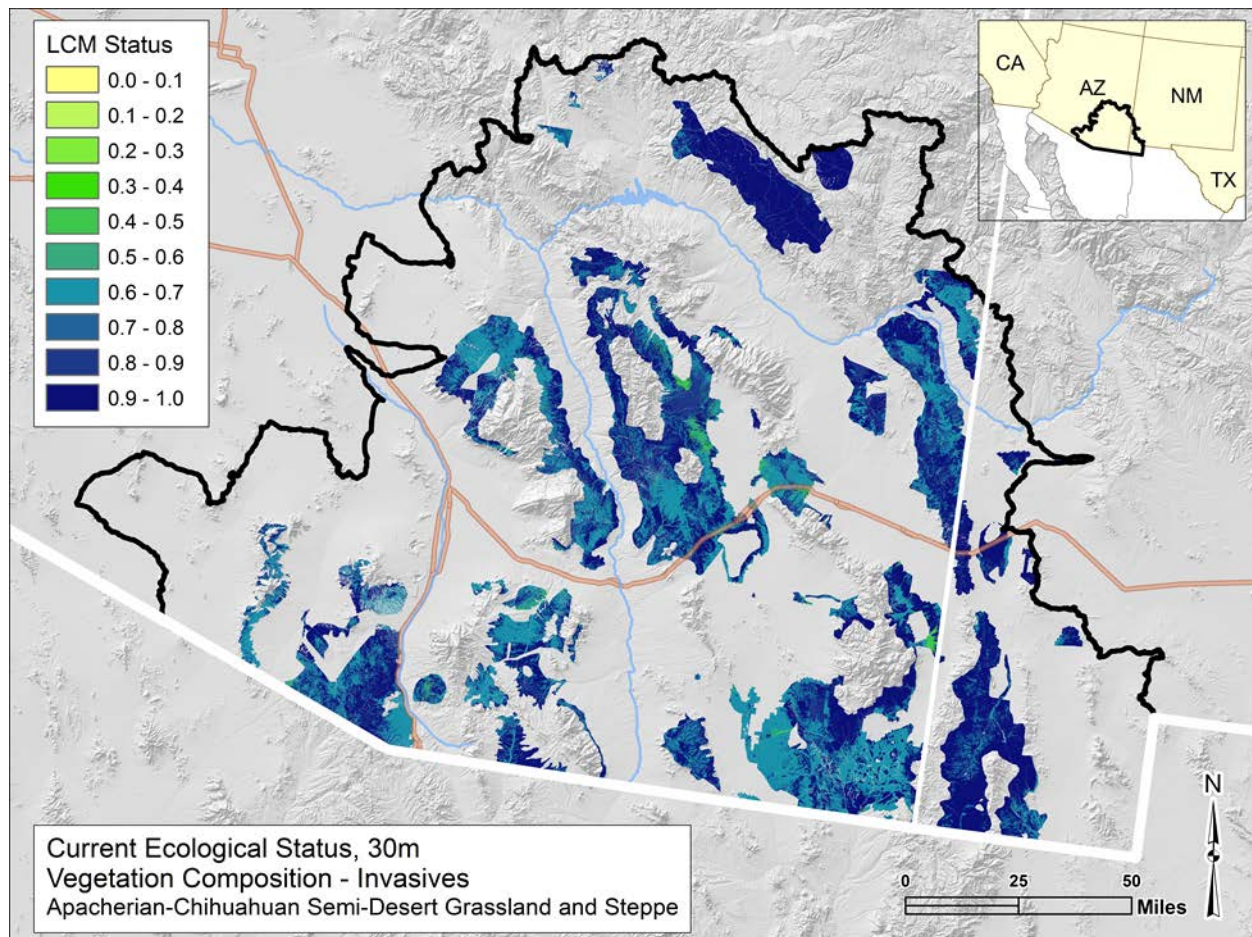 LCM Status
0.0 - 0.1
0.1 - 0.2
0.2 - 0.3
0.3 - 0.4
0.4 - 0.5
0.5 - 0.6
0.6 - 0.7
0.7 - 0.8
0.8 - 0.9
0.9 - 1.0
CA
AZ
NM
TX
N
Current Ecological Status, 30m
Vegetation Composition - Invasives
Apacherian-Chihuahuan Semi-Desert Grassland and Steppe
0 25 50
Miles